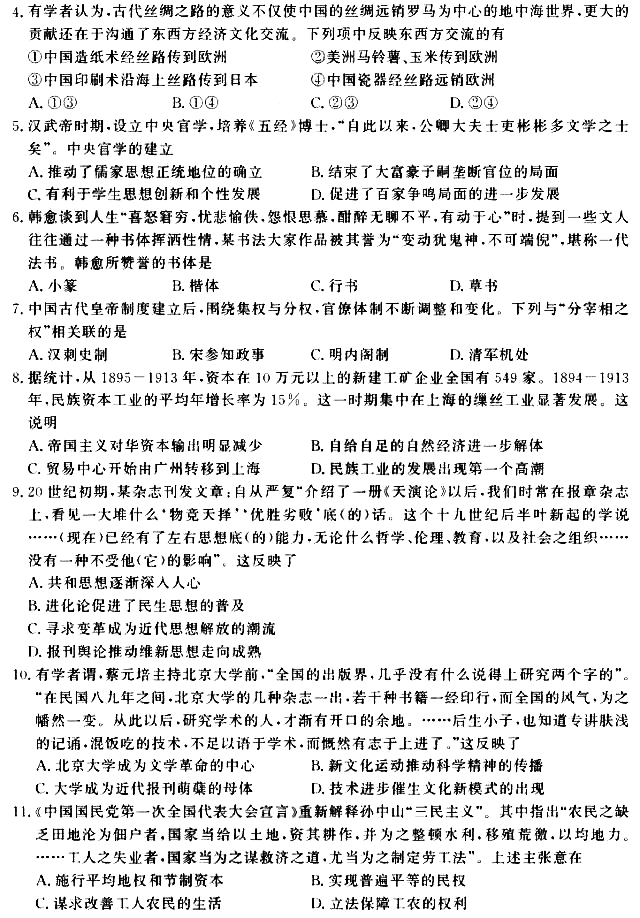 4.有学者认为,古代丝绸之路的意义不仅使中国的丝绸远销罗马为中心的地中海世界,更大的
贡献还在于沟通了东西方经济文化交流。下列项中反映东西方交流的有
①中国造纸术经丝路传到欧洲 ②美洲马铃薯、玉米传到欧洲
③中国印刷术沿海上丝路传到日本 ④中国瓷器经丝路远销欧洲
A.①③ B.①④ C.②③ D.②④
5.汉武帝时期,设立中央官学,培养《五经》博士,“自此以来,公卿大夫士吏彬彬多文学之士
矣”。中央官学的建立
A.推动了儒家思想正统地位的确立 B.结束了大富豪子嗣垄断官位的局面
C.有利于学生思想创新和个性发展 D.促进了百家争鸣局面的进一步发展
6.韩愈谈到人生“喜怒窘穷,忧悲愉佚,怨恨思慕,酣醉无聊不平,有动于心”时,提到一些文人
往往通过一种书体挥洒性情,某书法大家作品被其誉为“变动犹鬼神,不可端倪”,堪称一代
法书。韩愈所赞誉的书体是
A.小篆 B.楷体 C.行书 D.草书
7.中国古代皇帝制度建立后,围绕集权与分权,官僚体制不断调整和变化。下列与“分宰相之
权”相关联的是
A.汉刺史制 B.宋参知政事 C.明内阁制 D.清军机处
8.据统计,从1895-1913年,资本在10万元以上的新建工矿企业全国有549家。1894-1913
年,民族资本工业的平均年增长率为15%。这一时期集中在上海的缫丝工业显著发展。这
说明
A.帝国主义对华资本输出明显减少 B.自给自足的自然经济进一步解体
C.贸易中心开始由广州转移到上海 D.民族工业的发展出现第一个高潮
9.20世纪初期,某杂志刊发文章:自从严复“介绍了一册《天演论》以后,我们时常在报章杂志
上,看见一大堆什么‘物竞天择’‘优胜劣败’底(的)话。这个十九世纪后半叶新起的学说
……(现在)已经有了左右思想底(的)能力,无论什么哲学、伦理、教育,以及社会之组织……
没有一种不受他(它)的影响”。这反映了
A.共和思想逐渐深入人心
B.进化论促进了民生思想的普及
C.寻求变革成为近代思想解放的潮流
D.报刊舆论推动维新思想走向成熟
10.有学者谓,蔡元培主持北京大学前,“全国的出版界,几乎没有什么说得上研究两个字的”。
“在民国八九年之间,北京大学的几种杂志一出,若干种书籍一经印行,而全国的风气,为之
幡然一变。从此以后,研究学术的人,才渐有开口的余地。……后生小子,也知道专讲肤浅
的记诵,混饭吃的技术,不足以语于学术,而慨然有志于上进了。”这反映了
A.北京大学成为文学革命的中心 B.新文化运动推动科学精神的传播
C.大学成为近代报刊萌蘖的母体 D.技术进步催生文化新模式的出现
11.《中国国民党第一次全国代表大会宣言》重新解释孙中山“三民主义”。其中指出“农民之缺
乏田地沦为佃户者,国家当给以土地,资其耕作,并为之整顿水利,移殖荒徼,以均地力。
……工人之失业者,国家当为之谋救济之道,尤当为之制定劳工法”。上述主张意在
A.施行平均地权和节制资本 B.实现普遍平等的民权
C.谋求改善工人农民的生活 D.立法保障工农的权利